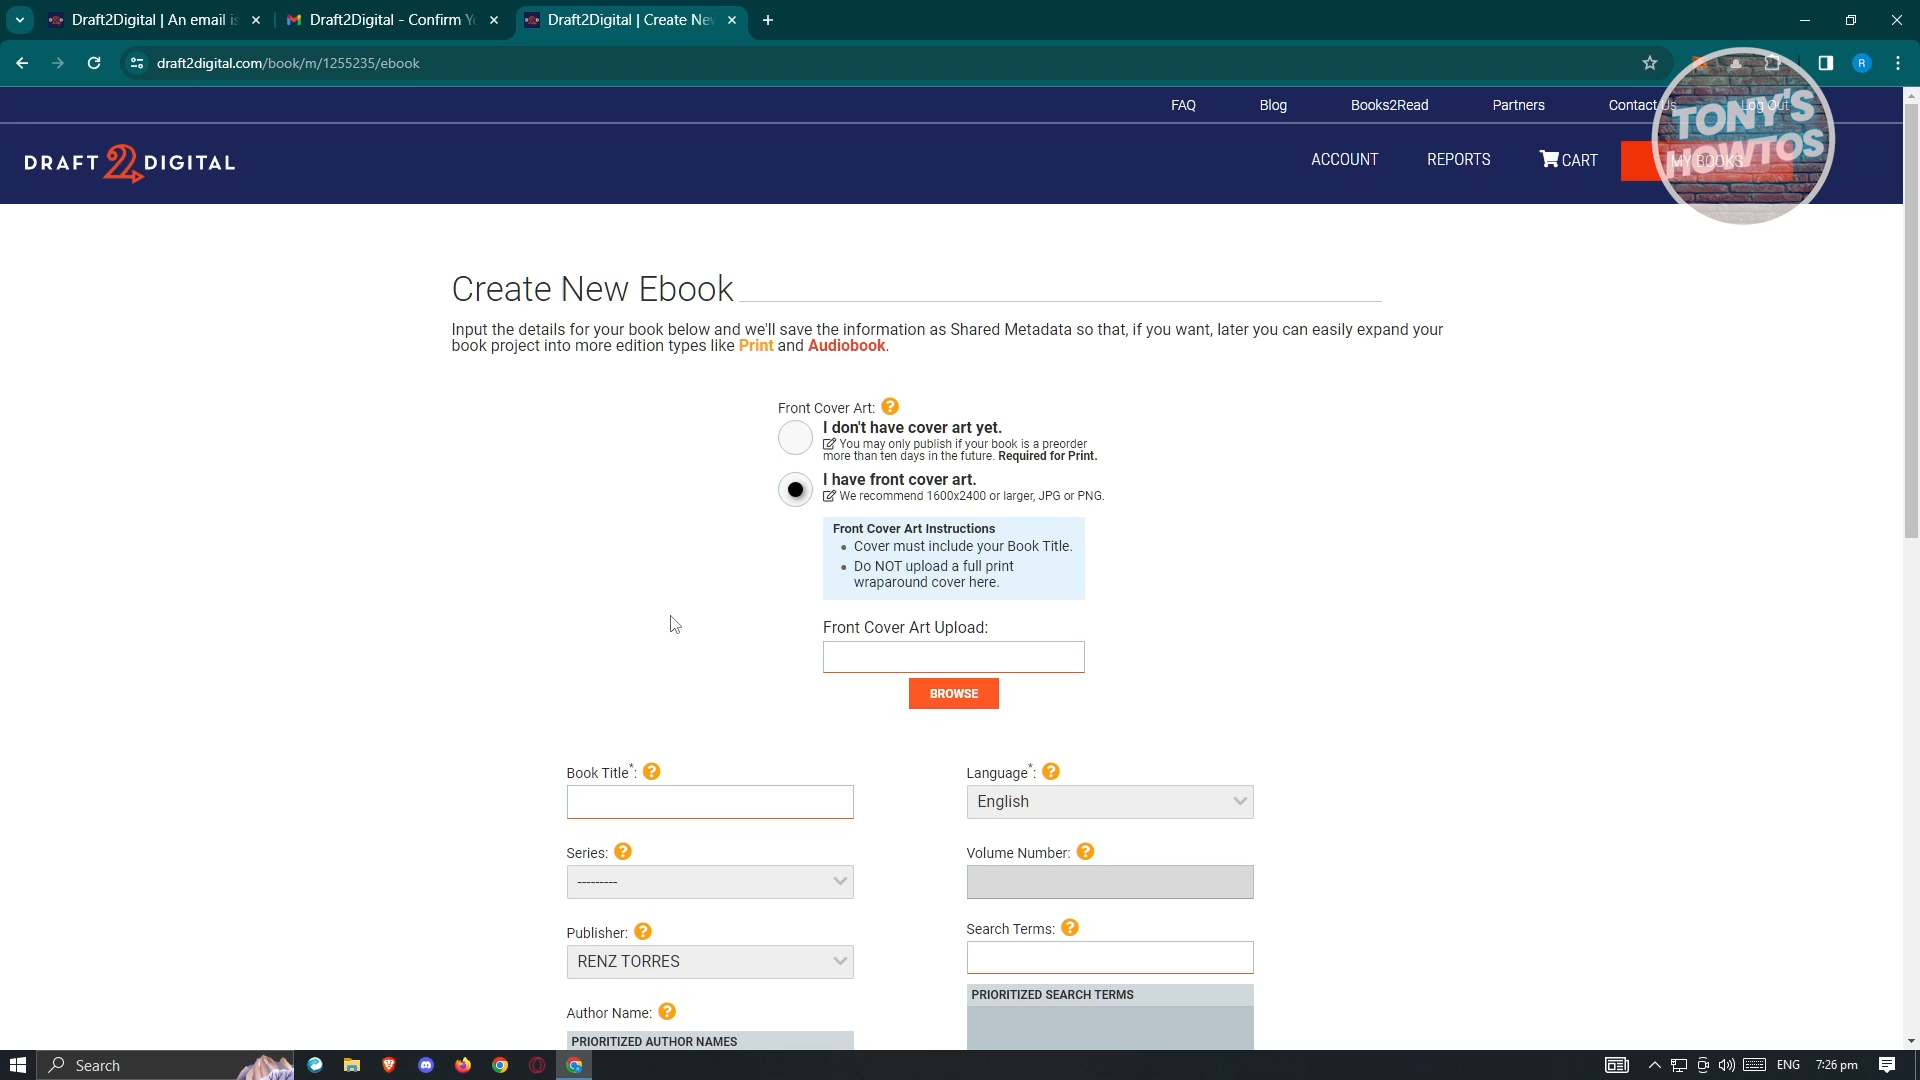 Draft2Digital | An email is
Draft2Digital - Confirm Yo
Draft2Digital | Create New
draft2digital.com/book/m/1255235/ebook
R
FAQ
Blog
Books2Read
Partners
Contact Us
Log Out
DRAFT 2 DIGITAL
ACCOUNT
REPORTS
CART
MY BOOKS
TONY'S
HOWTOS
Create New Ebook
Input the details for your book below and we'll save the information as Shared Metadata so that, if you want, later you can easily expand your
book project into more edition types like Print and Audiobook.
Front Cover Art: ?
I don't have cover art yet.
You may only publish if your book is a preorder
more than ten days in the future. Required for Print.
I have front cover art.
We recommend 1600x2400 or larger, JPG or PNG.
Front Cover Art Instructions
• Cover must include your Book Title.
• Do NOT upload a full print
wraparound cover here.
Front Cover Art Upload:
BROWSE
Book Title*: ?
Language*: ?
English
Series: ?
---------
Volume Number: ?
Publisher: ?
RENZ TORRES
Search Terms: ?
PRIORITIZED SEARCH TERMS
Author Name: ?
PRIORITIZED AUTHOR NAMES
Search
ENG
7:26 pm